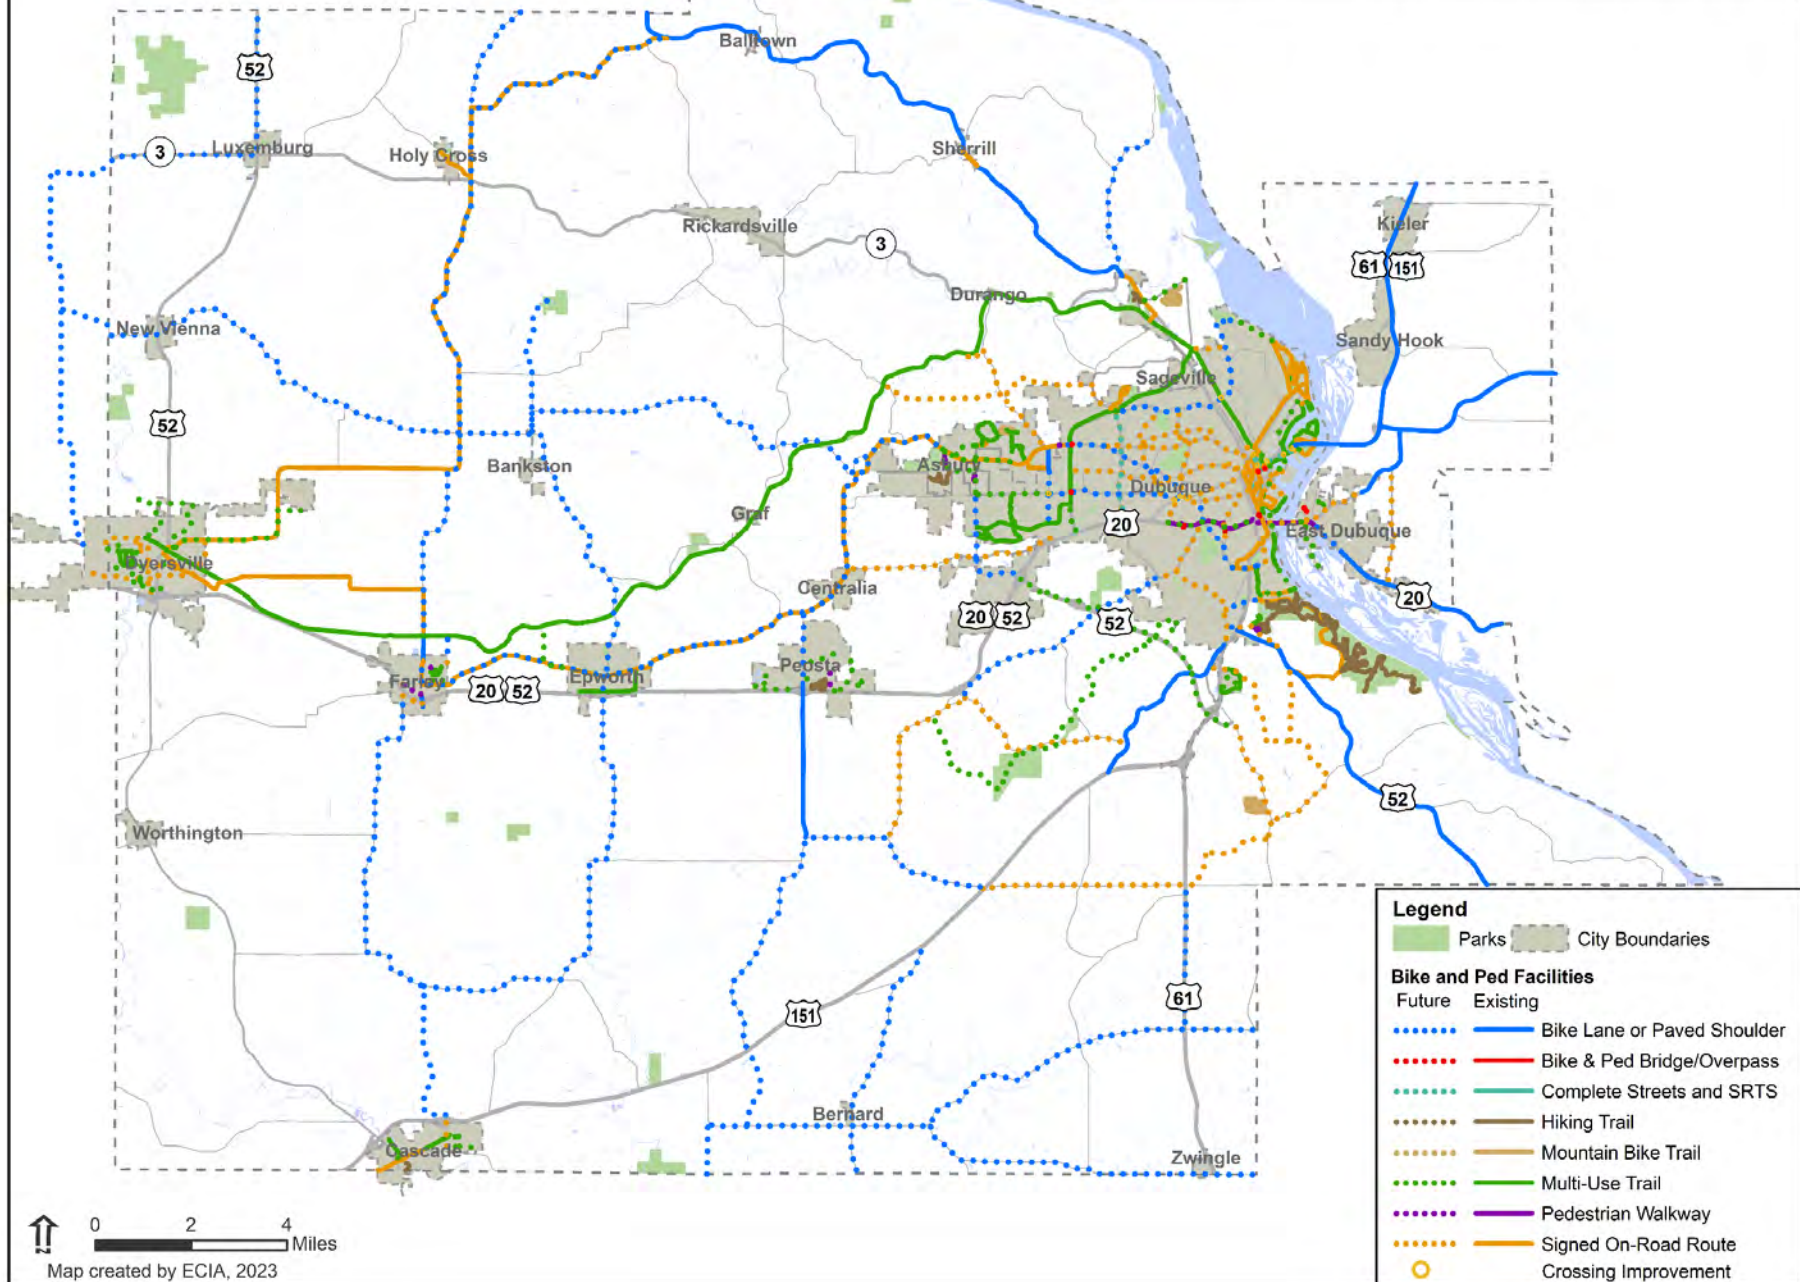 Balltown
52
Luxemburg
3
Holy Cross
Sherrill
Rickardsville
3
Kieler
61
151
Durango
New Vienna
Sandy Hook
Sageville
52
Bankston
Asbury
Dubuque
Graf
20
East Dubuque
Dyersville
Centralia
20
52
52
20
Peosta
Farley
20
52
Epworth
52
Worthington
151
61
Bernard
Cascade
Zwingle
Legend
Parks
City Boundaries
Bike and Ped Facilities
Future Existing
Bike Lane or Paved Shoulder
Bike & Ped Bridge/Overpass
Complete Streets and SRTS
Hiking Trail
Mountain Bike Trail
Multi-Use Trail
Pedestrian Walkway
Signed On-Road Route
Crossing Improvement
N
0 2 4
Miles
Map created by ECIA, 2023